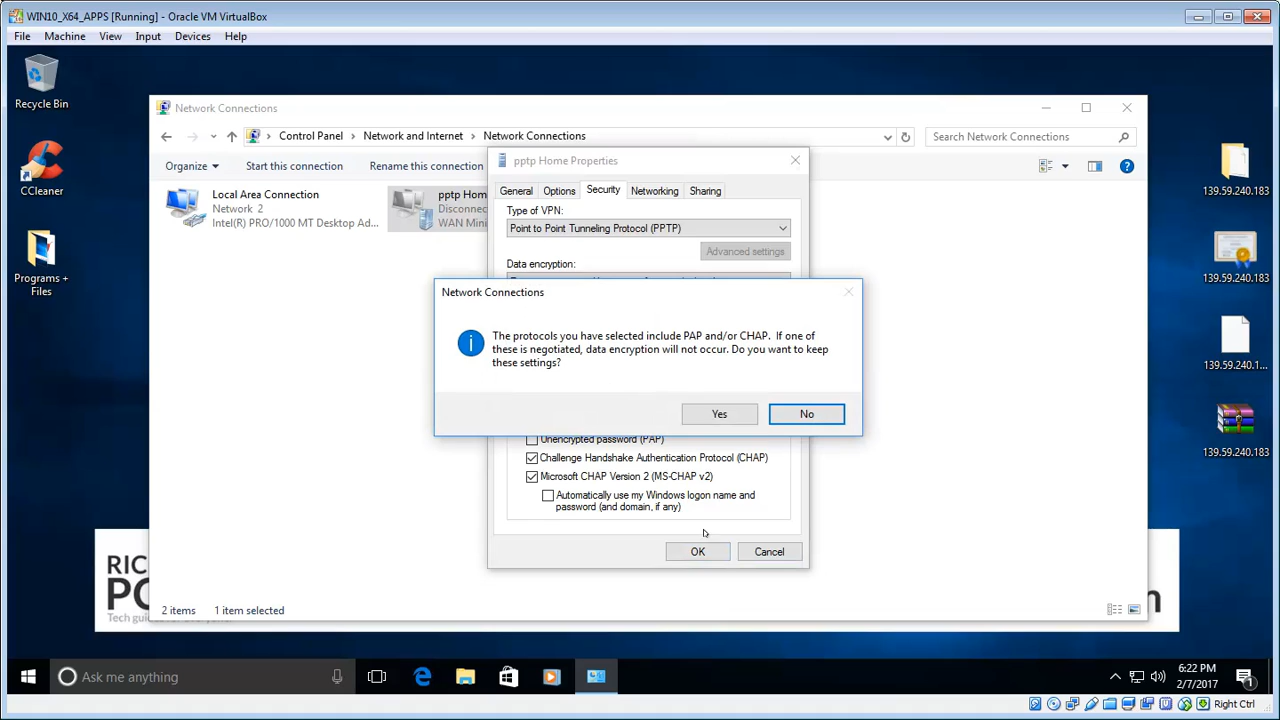 WIN10_X64_APPS [Running] - Oracle VM VirtualBox
File Machine View Input Devices Help
Recycle Bin
CCleaner
Programs +
Files
Network Connections
Control Panel > Network and Internet > Network Connections
Search Network Connections
Organize Start this connection Rename this connection
Local Area Connection
Network 2
Intel(R) PRO/1000 MT Desktop Ad...
pptp Hom
Disconnec
WAN Mini
pptp Home Properties
General Options Security Networking Sharing
Type of VPN:
Point to Point Tunneling Protocol (PPTP)
Advanced settings
Data encryption:
Network Connections
The protocols you have selected include PAP and/or CHAP. If one of
these is negotiated, data encryption will not occur. Do you want to keep
these settings?
Yes No
Unencrypted password (PAP)
Challenge Handshake Authentication Protocol (CHAP)
Microsoft CHAP Version 2 (MS-CHAP v2)
Automatically use my Windows logon name and
password (and domain, if any)
OK Cancel
2 items 1 item selected
139.59.240.183
139.59.240.183
139.59.240.1...
139.59.240.183
RIC
PC
Tech gui
m
Ask me anything
6:22 PM
2/7/2017
1
Right Ctrl